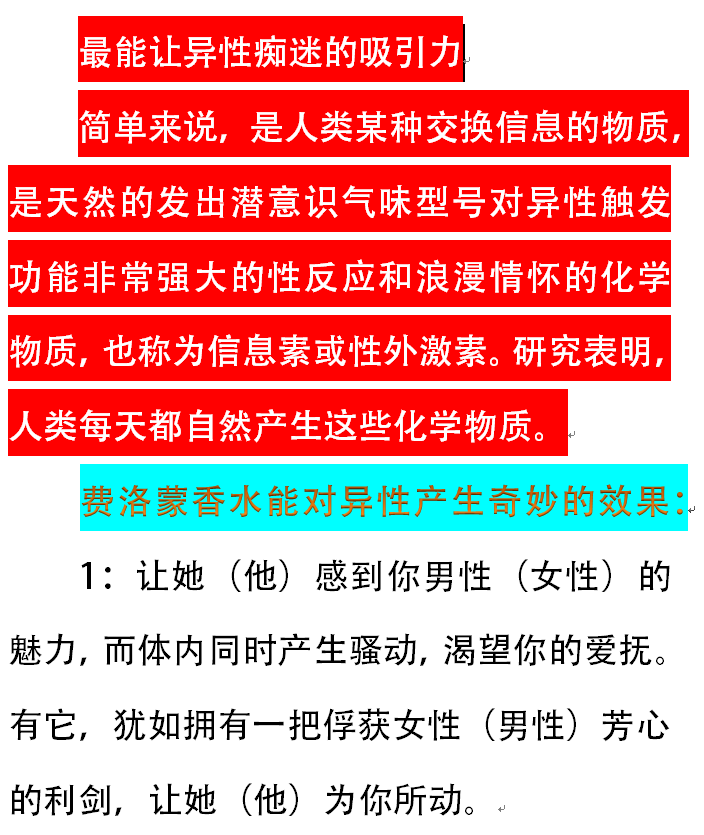 最能让异性痴迷的吸引力
简单来说，是人类某种交换信息的物质，
是天然的发出潜意识气味型号对异性触发
功能非常强大的性反应和浪漫情怀的化学
物质，也称为信息素或性外激素。研究表明，
人类每天都自然产生这些化学物质。
费洛蒙香水能对异性产生奇妙的效果：
1：让她（他）感到你男性（女性）的
魅力，而体内同时产生骚动，渴望你的爱抚。
有它，犹如拥有一把俘获女性（男性）芳心
的利剑，让她（他）为你所动。